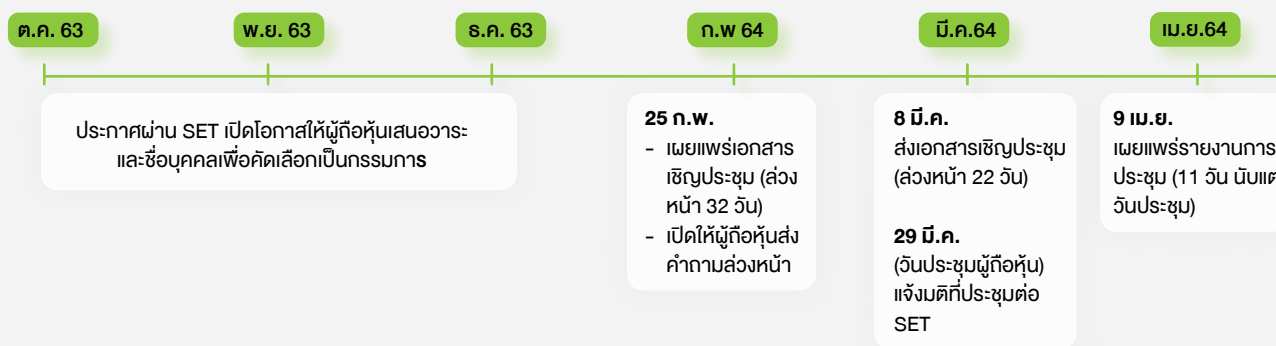 ต.ค. 63
พ.ย. 63
ธ.ค. 63
ก.พ 64
มี.ค.64
เม.ย.64
ประกาศผ่าน SET เปิดโอกาสให้ผู้ถือหุ้นเสนอวาระ
และชื่อบุคคลเพื่อคัดเลือกเป็นกรรมการ
25 ก.พ.
- เผยแพร่เอกสาร
เชิญประชุม (ล่วง
หน้า 32 วัน)
- เปิดให้ผู้ถือหุ้นส่ง
คำถามล่วงหน้า
8 มี.ค.
ส่งเอกสารเชิญประชุม
(ล่วงหน้า 22 วัน)
29 มี.ค.
(วันประชุมผู้ถือหุ้น)
แจ้งมติที่ประชุมต่อ
SET
9 เม.ย.
เผยแพร่รายงานการ
ประชุม (11 วัน นับแต่
วันประชุม)